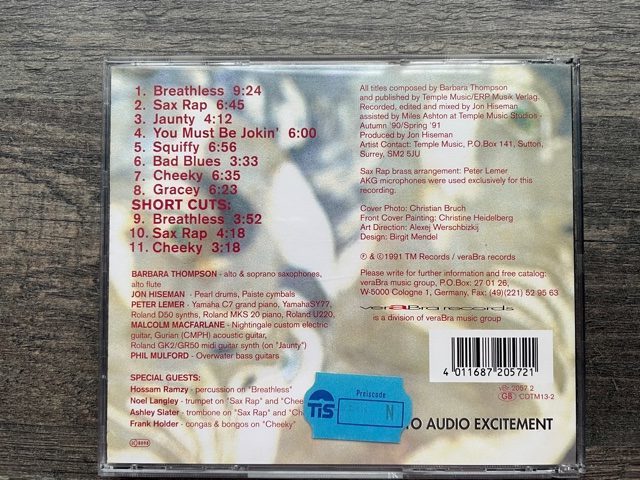 1. Breathless 9:24
2. Sax Rap 6:45
3. Jaunty 4:12
4. You Must Be Jokin' 6:00
5. Squiffy 6:56
6. Bad Blues 3:33
7. Cheeky 6:35
8. Gracey 6:23
SHORT CUTS:
9. Breathless 3:52
10. Sax Rap 4:18
11. Cheeky 3:18
BARBARA THOMPSON - alto & soprano saxophones,
alto flute
JON HISEMAN - Pearl drums, Paiste cymbals
PETER LEMER - Yamaha C7 grand piano, YamahaSY77,
Roland D50 synths, Roland MKS 20 piano, Roland U220,
MALCOLM MACFARLANE - Nightingale custom electric
guitar, Gurian (CMPH) acoustic guitar,
Roland GK2/GR50 midi guitar synth (on "Jaunty")
PHIL MULFORD - Overwater bass guitars
SPECIAL GUESTS:
Hossam Ramzy - percussion on "Breathless"
Noel Langley - trumpet on "Sax Rap" and "Chee
Ashley Slater - trombone on "Sax Rap" and "Ch
Frank Holder - congas & bongos on "Cheeky"
All titles composed by Barbara Thompson
and published by Temple Music/ERP Musik Verlag.
Recorded, edited and mixed by Jon Hiseman
assisted by Miles Ashton at Temple Music Studios -
Autumn '90/Spring '91
Produced by Jon Hiseman
Artist Contact: Temple Music, P.O.Box 141, Sutton,
Surrey, SM2 5JU
Sax Rap brass arrangement: Peter Lemer
AKG microphones were used exclusively for this
recording.
Cover Photo: Christian Bruch
Front Cover Painting: Christine Heidelberg
Art Direction: Alexej Werschbizkij
Design: Birgit Mendel
℗ & ©1991 TM Records / veraBra records
Please write for further information and free catalog:
veraBra music group, P.O.Box: 27 01 26,
W-5000 Cologne 1, Germany, Fax: (49)(221) 52 95 63
veraBra records
is a division of veraBra music group
4 011687 205721
vBr 2057 2
GB COTMI3-2
TIS
Preiscode
N
O AUDIO EXCITEMENT